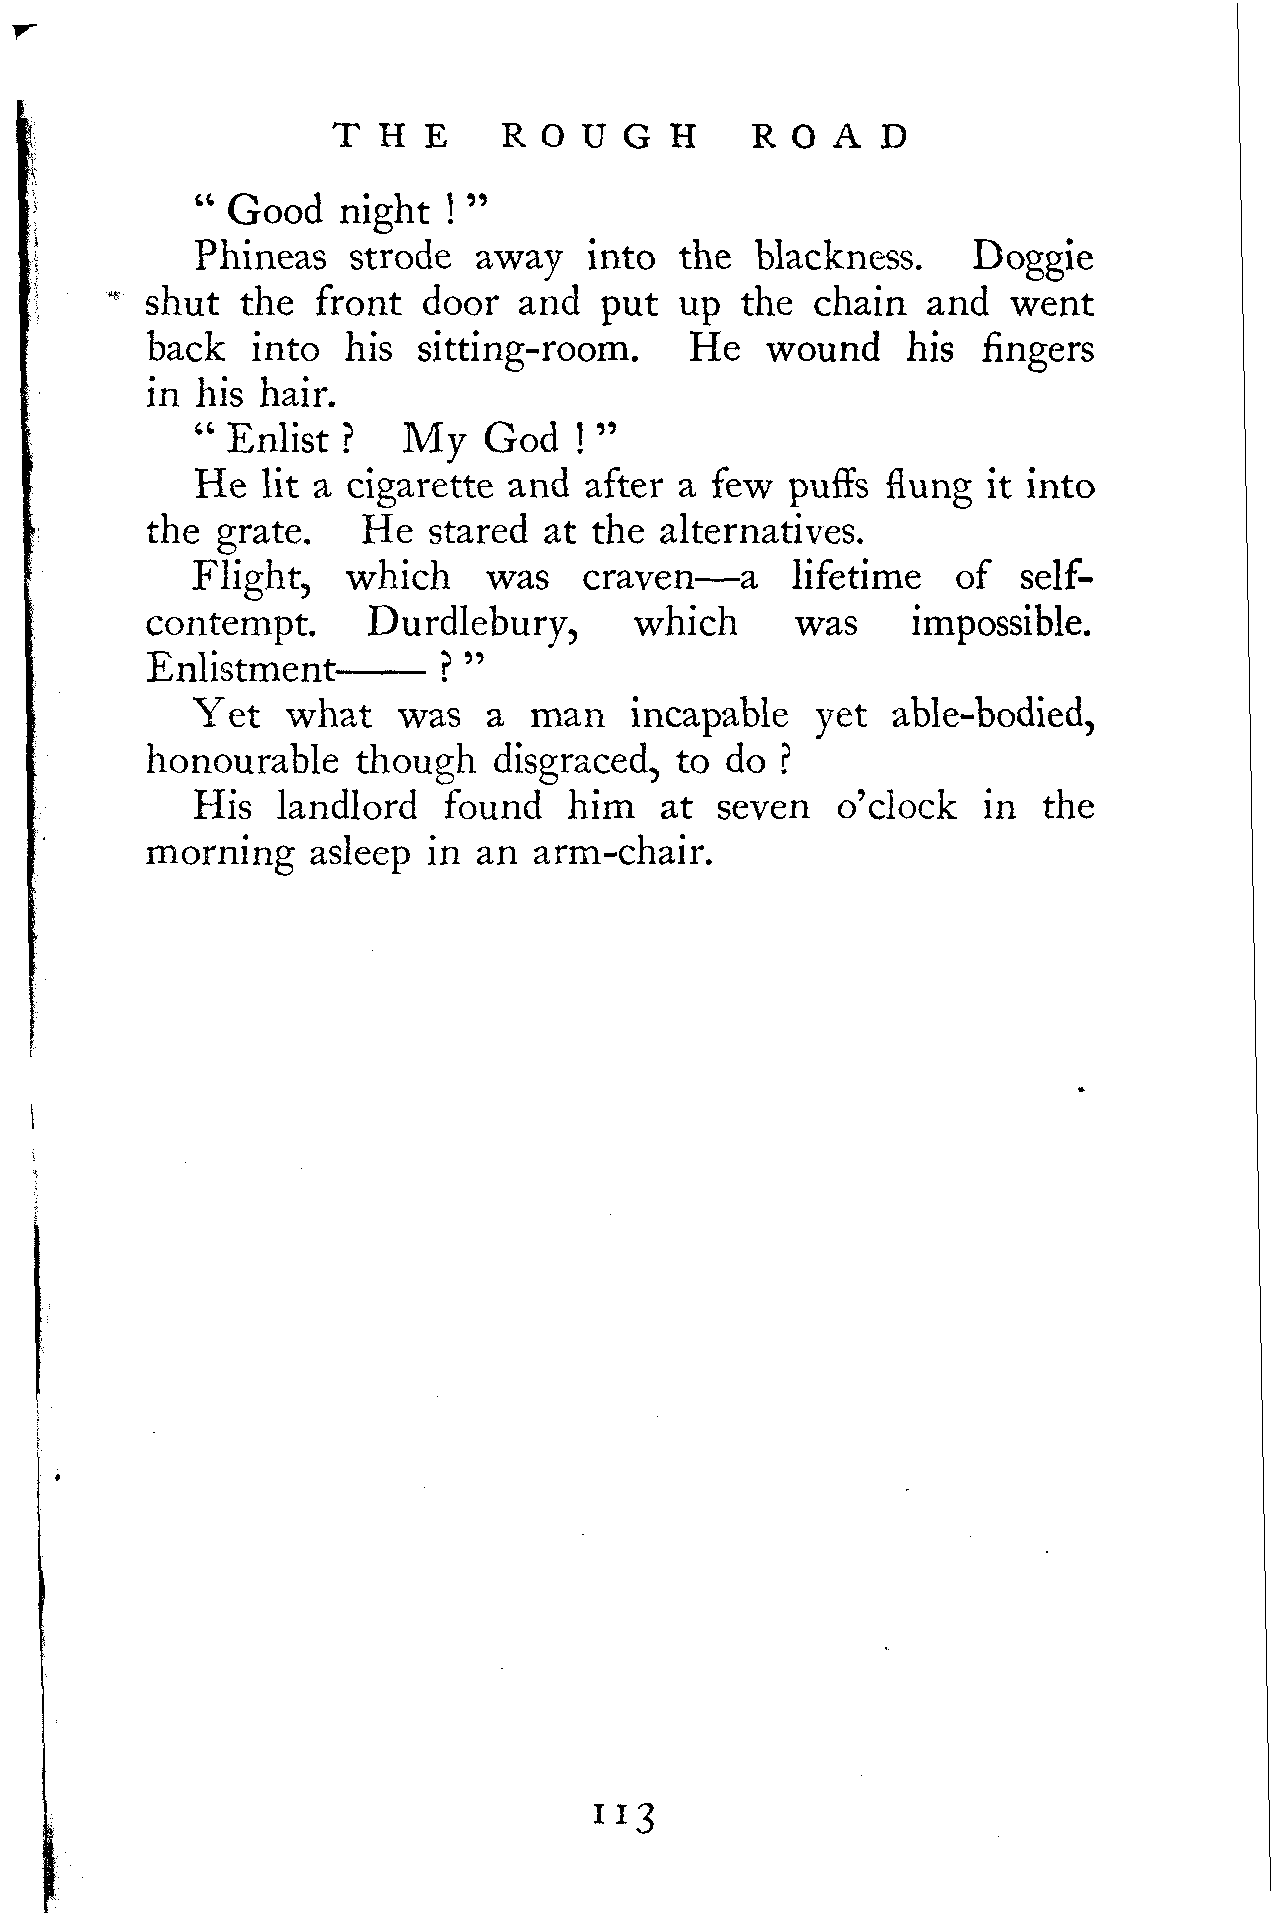 THE ROUGH ROAD
“ Good night ! ”
Phineas strode away into the blackness. Doggie
shut the front door and put up the chain and went
back into his sitting-room. He wound his fingers
in his hair.
“ Enlist ? My God ! ”
He lit a cigarette and after a few puffs flung it into
the grate. He stared at the alternatives.
Flight, which was craven—a lifetime of self-
contempt. Durdlebury, which was impossible.
Enlistment—— ? ”
Yet what was a man incapable yet able-bodied,
honourable though disgraced, to do ?
His landlord found him at seven o’clock in the
morning asleep in an arm-chair.
113